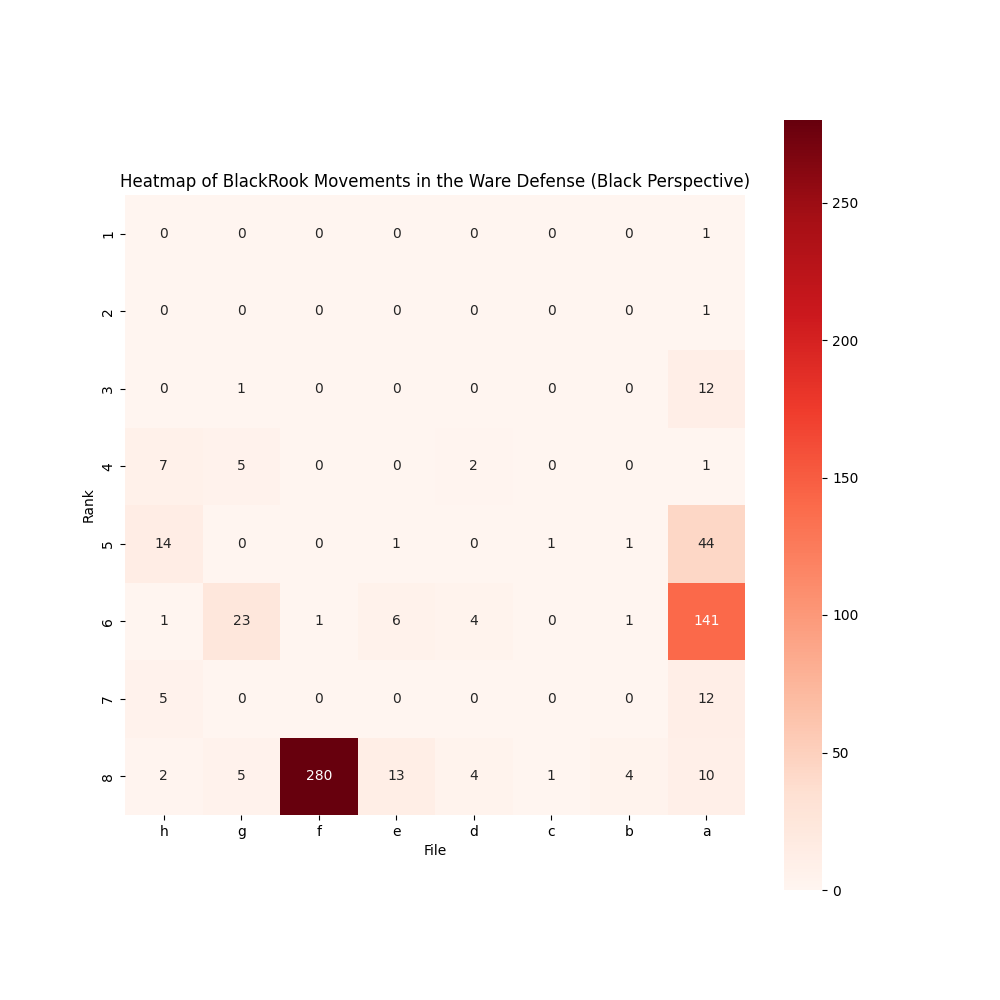 Heatmap of BlackRook Movements in the Ware Defense (Black Perspective)
1 0 0 0 0 0 0 0 1
2 0 0 0 0 0 0 0 1
3 0 1 0 0 0 0 0 12
4 7 5 0 0 2 0 0 1
5 14 0 0 1 0 1 1 44
6 1 23 1 6 4 0 1 141
7 5 0 0 0 0 0 0 12
8 2 5 280 13 4 1 4 10
h g f e d c b a
File
Rank
250
200
150
100
50
0